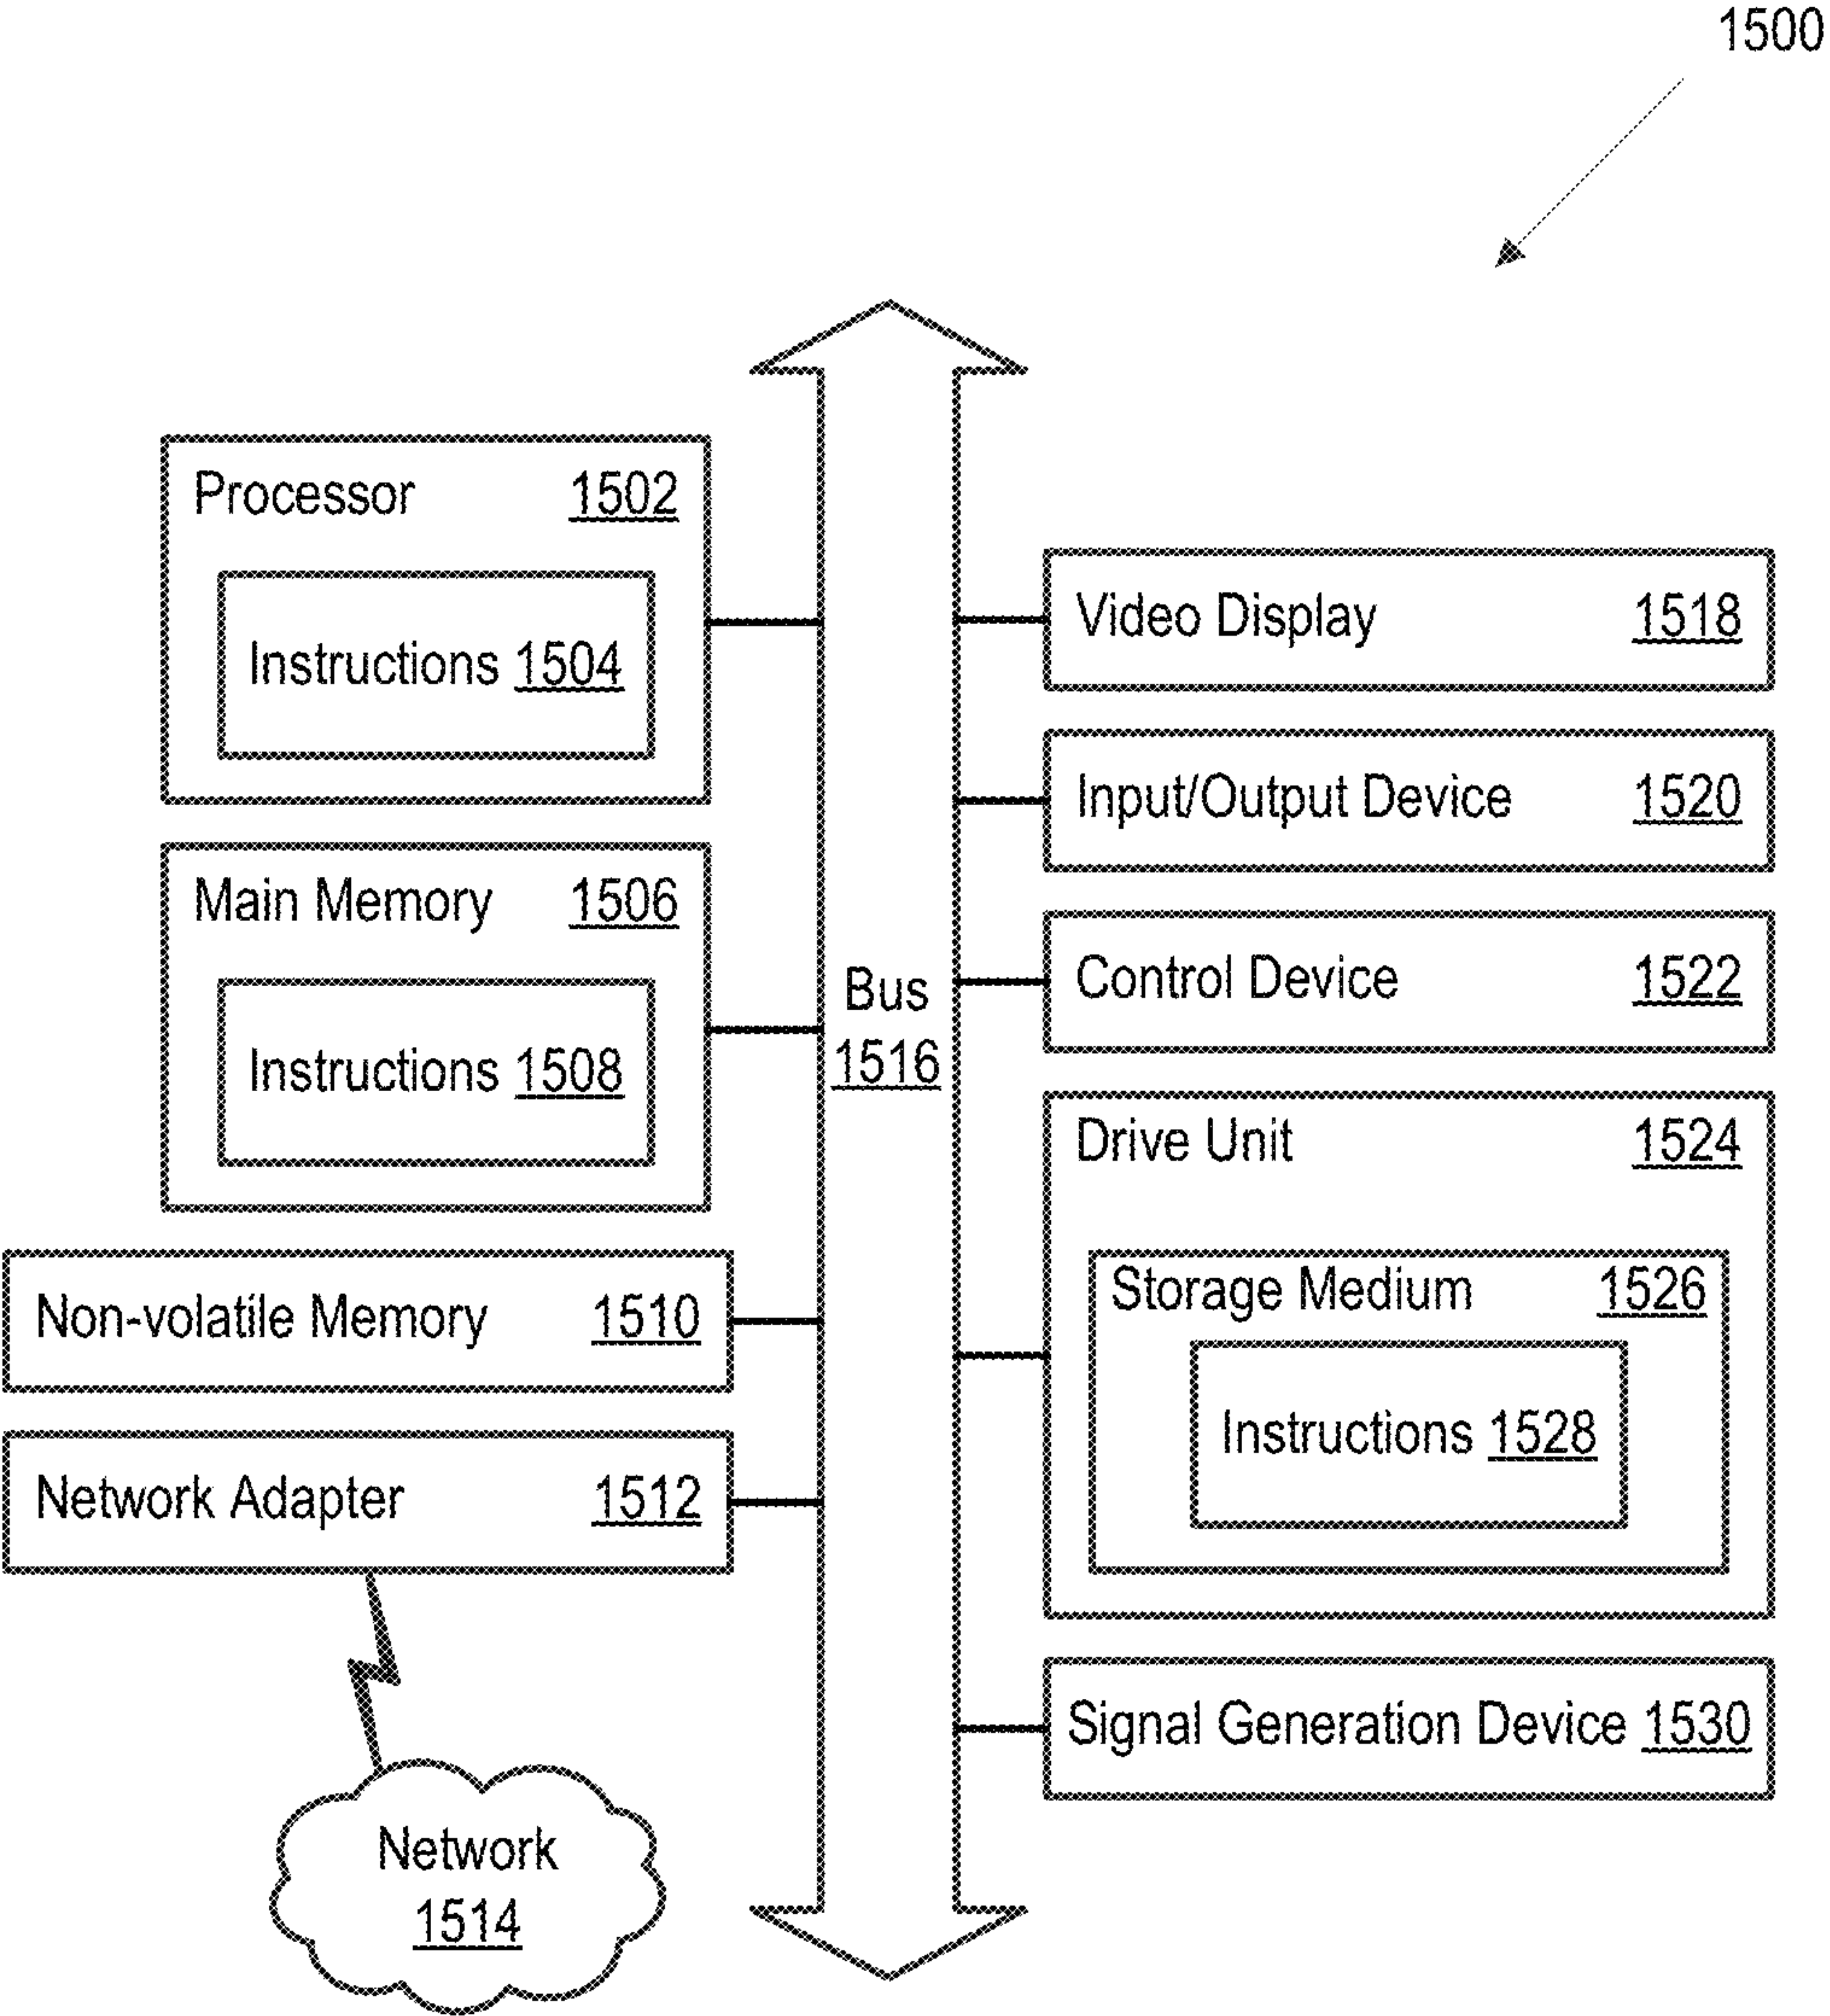 1500
Processor 1502
Instructions 1504
Main Memory 1506
Instructions 1508
Non-volatile Memory 1510
Network Adapter 1512
Network
1514
Bus
1516
Video Display 1518
Input/Output Device 1520
Control Device 1522
Drive Unit 1524
Storage Medium 1526
Instructions 1528
Signal Generation Device 1530